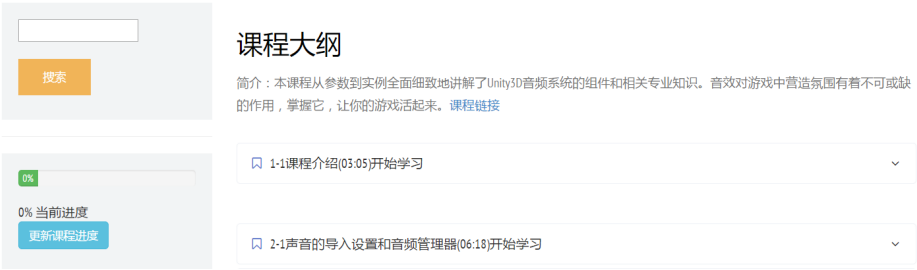 搜索
0%
0% 当前进度
更新课程进度
课程大纲
简介：本课程从参数到实例全面细致地讲解了Unity3D音频系统的组件和相关专业知识。音效对游戏中营造氛围有着不可或缺
的作用，掌握它，让你的游戏活起来。课程链接
1-1课程介绍(03:05)开始学习
2-1声音的导入设置和音频管理器(06:18)开始学习